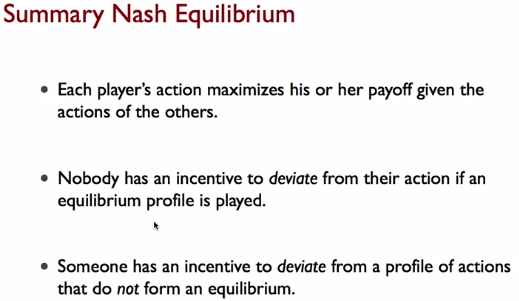 Summary Nash Equilibrium
• Each player's action maximizes his or her payoff given the
actions of the others.
• Nobody has an incentive to deviate from their action if an
equilibrium profile is played.
• Someone has an incentive to deviate from a profile of actions
that do not form an equilibrium.